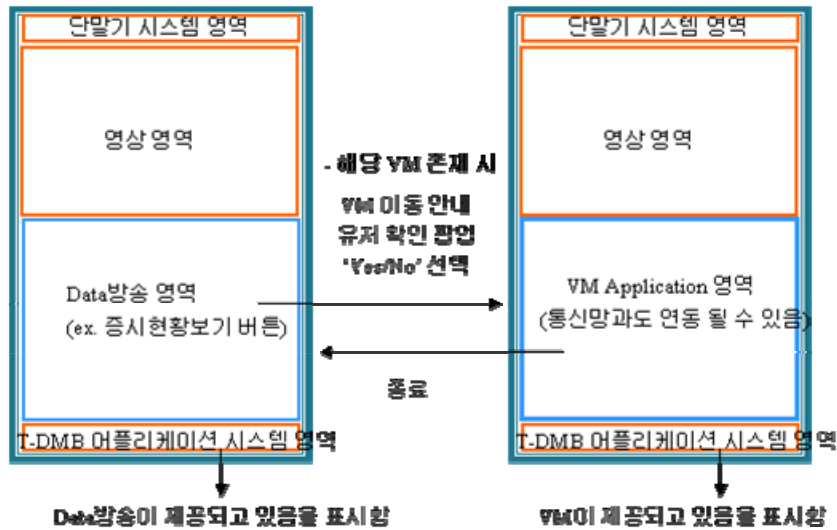 단말기 시스템 영역
영상 영역
Data방송 영역
(ex. 증시현황보기 버튼)
T-DMB 어플리케이션 시스템 영역
Data방송이 제공되고 있음을 표시함
- 해당 VM 존재 시
VM 이동 안내
유저 확인 팝업
'Yes/No' 선택
종료
단말기 시스템 영역
영상 영역
VM Application 영역
(통신망과도 연동 될 수 있음)
T-DMB 어플리케이션 시스템 영역
VM이 제공되고 있음을 표시함